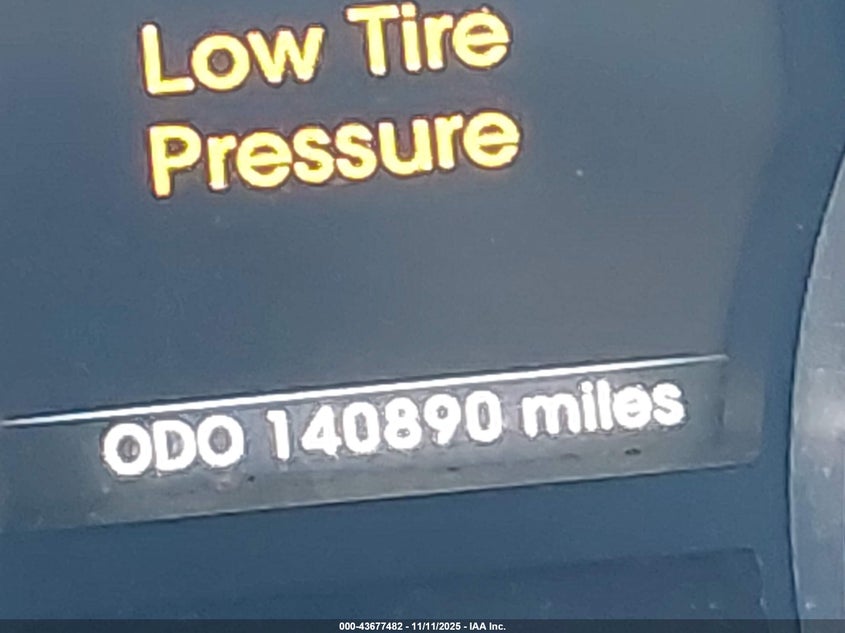 Low Tire
Pressure
ODO 140890 miles
000-43677482 - 11/11/2025 - IAA Inc.